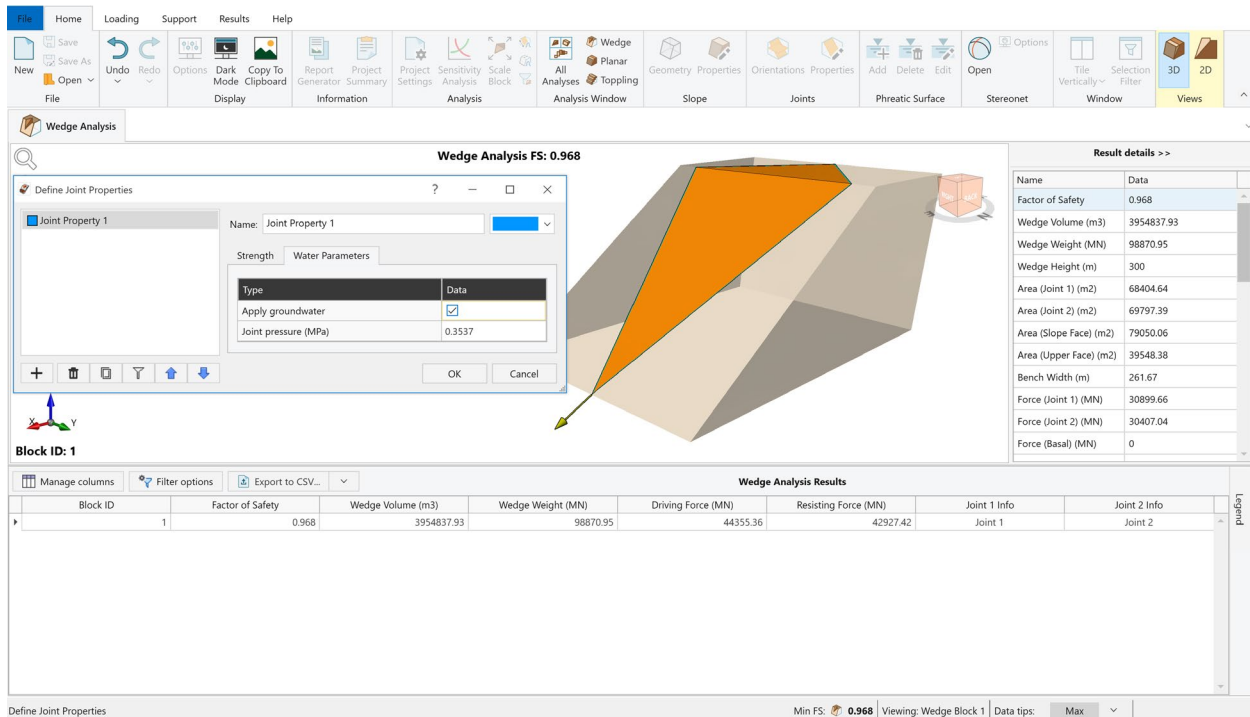 File Home Loading Support Results Help
Save
Save As
New Open Undo Redo Options Dark Mode Copy To Clipboard Report Generator Project Summary Project Settings Sensitivity Analysis Scale Block All Analyses Wedge Planar Toppling Geometry Properties Orientations Properties Add Delete Edit Open Options Tile Vertically Selection Filter 3D 2D
File Display Information Analysis Analysis Window Slope Joints Phreatic Surface Stereonet Window Views
Wedge Analysis
Wedge Analysis FS: 0.968
Define Joint Properties ?
Joint Property 1
Name: Joint Property 1
Strength Water Parameters
Type Data
Apply groundwater
Joint pressure (MPa) 0.3537
OK Cancel
X Y
Block ID: 1
Result details >>
Name Data
Factor of Safety 0.968
Wedge Volume (m3) 3954837.93
Wedge Weight (MN) 98870.95
Wedge Height (m) 300
Area (Joint 1) (m2) 68404.64
Area (Joint 2) (m2) 69797.39
Area (Slope Face) (m2) 79050.06
Area (Upper Face) (m2) 39548.38
Bench Width (m) 261.67
Force (Joint 1) (MN) 30899.66
Force (Joint 2) (MN) 30407.04
Force (Basal) (MN) 0
Manage columns Filter options Export to CSV... Wedge Analysis Results
Block ID Factor of Safety Wedge Volume (m3) Wedge Weight (MN) Driving Force (MN) Resisting Force (MN) Joint 1 Info Joint 2 Info
1 0.968 3954837.93 98870.95 44355.36 42927.42 Joint 1 Joint 2
Legend
Define Joint Properties Min FS: 0.968 Viewing: Wedge Block 1 Data tips: Max